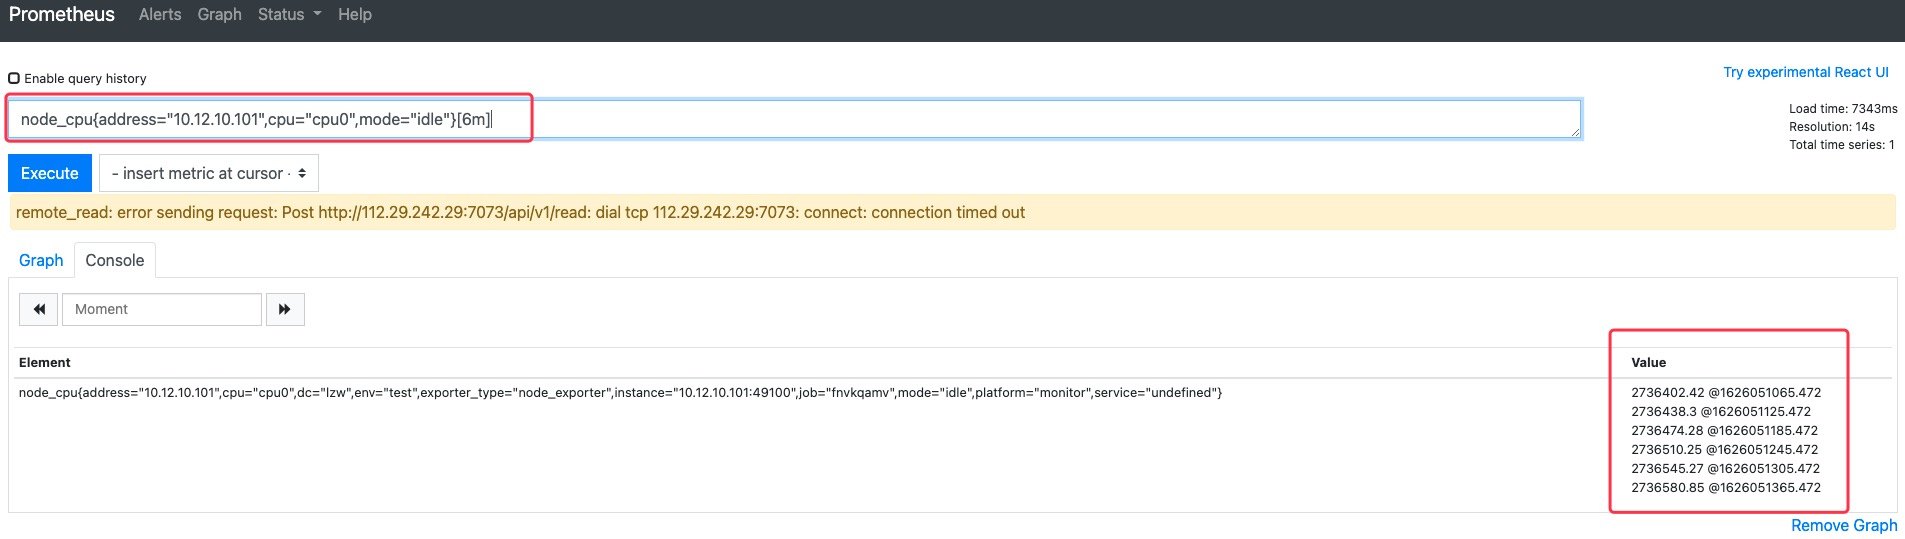 Prometheus Alerts Graph Status Help
Enable query history
Try experimental React UI
node_cpu{address="10.12.10.101",cpu="cpu0",mode="idle"}[6m]
Load time: 7343ms
Resolution: 14s
Total time series: 1
Execute - insert metric at cursor -
remote_read: error sending request: Post http://112.29.242.29:7073/api/v1/read: dial tcp 112.29.242.29:7073: connect: connection timed out
Graph Console
Moment
Element Value
node_cpu{address="10.12.10.101",cpu="cpu0",dc="lzw",env="test",exporter_type="node_exporter",instance="10.12.10.101:49100",job="fnvkqamv",mode="idle",platform="monitor",service="undefined"} 2736402.42 @1626051065.472
2736438.3 @1626051125.472
2736474.28 @1626051185.472
2736510.25 @1626051245.472
2736545.27 @1626051305.472
2736580.85 @1626051365.472
Remove Graph